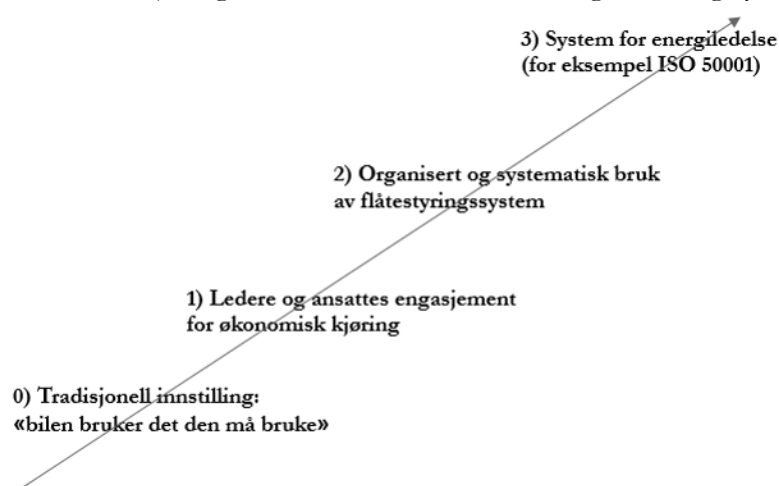 3) System for energiledelse
(for eksempel ISO 50001)
2) Organisert og systematisk bruk
av flåtestyringssystem
1) Ledere og ansattes engasjement
for økonomisk kjøring
0) Tradisjonell innstilling:
«bilen bruker det den må bruke»